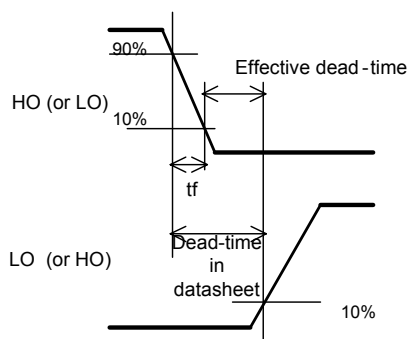 90%
Effective dead-time
HO (or LO)
10%
tf
Dead-time
in
datasheet
LO (or HO)
10%